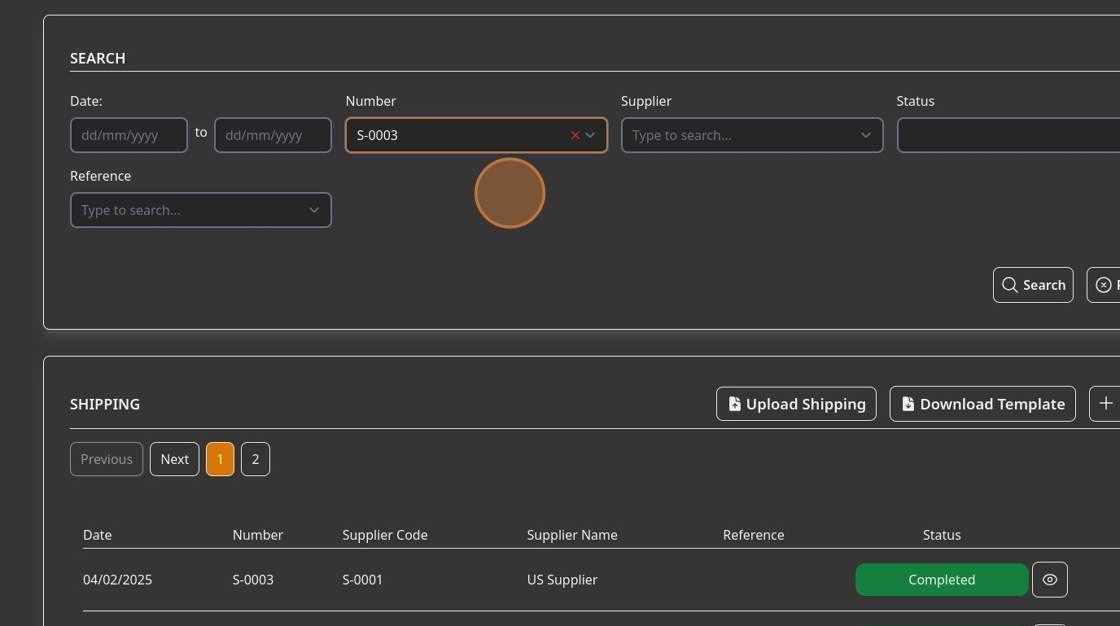 SEARCH
Date: Number Supplier Status
dd/mm/yyyy to dd/mm/yyyy S-0003 Type to search...
Reference
Type to search...
Search
SHIPPING Upload Shipping Download Template
Previous Next 1 2
Date Number Supplier Code Supplier Name Reference Status
04/02/2025 S-0003 S-0001 US Supplier Completed